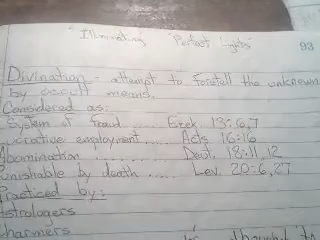 "Illuminating "Perfect Lights" 93
Divination - attempt to foretell the unknown
by occult means.
Considered as:
System of fraud.... Ezek 13:6,7
ucrative employment.... Acts 16:16
Abomination........... Deut. 18:11,12
unishable by death.... Lev. 20:6,27
Practiced by:
Astrologers
Charmers